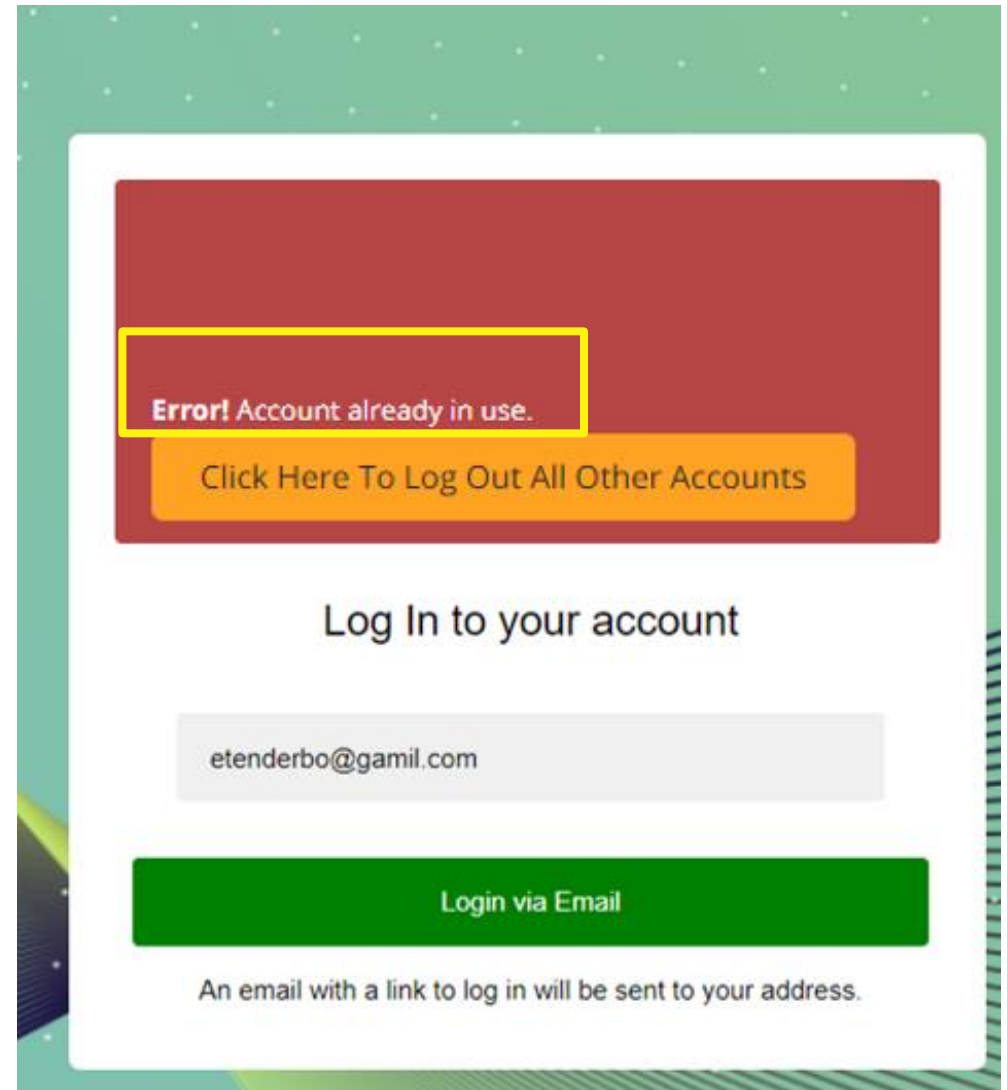 Error! Account already in use.
Click Here To Log Out All Other Accounts
Log In to your account
etenderbo@gamil.com
Login via Email
An email with a link to log in will be sent to your address.